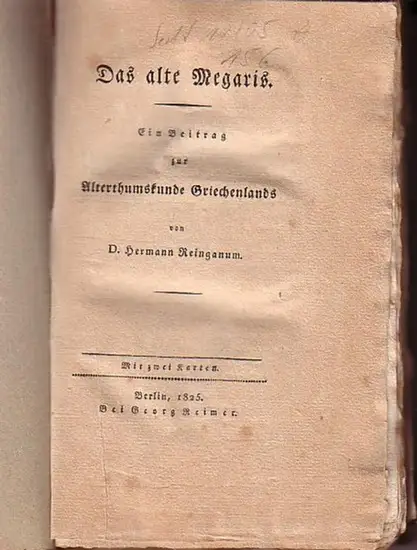 Das alte Megaris.
Ein Beitrag
zur
Alterthumskunde Griechenlands
von
D. Hermann Reinganum.
Mit zwei Karten.
Berlin, 1825.
Bei Georg Reimer.